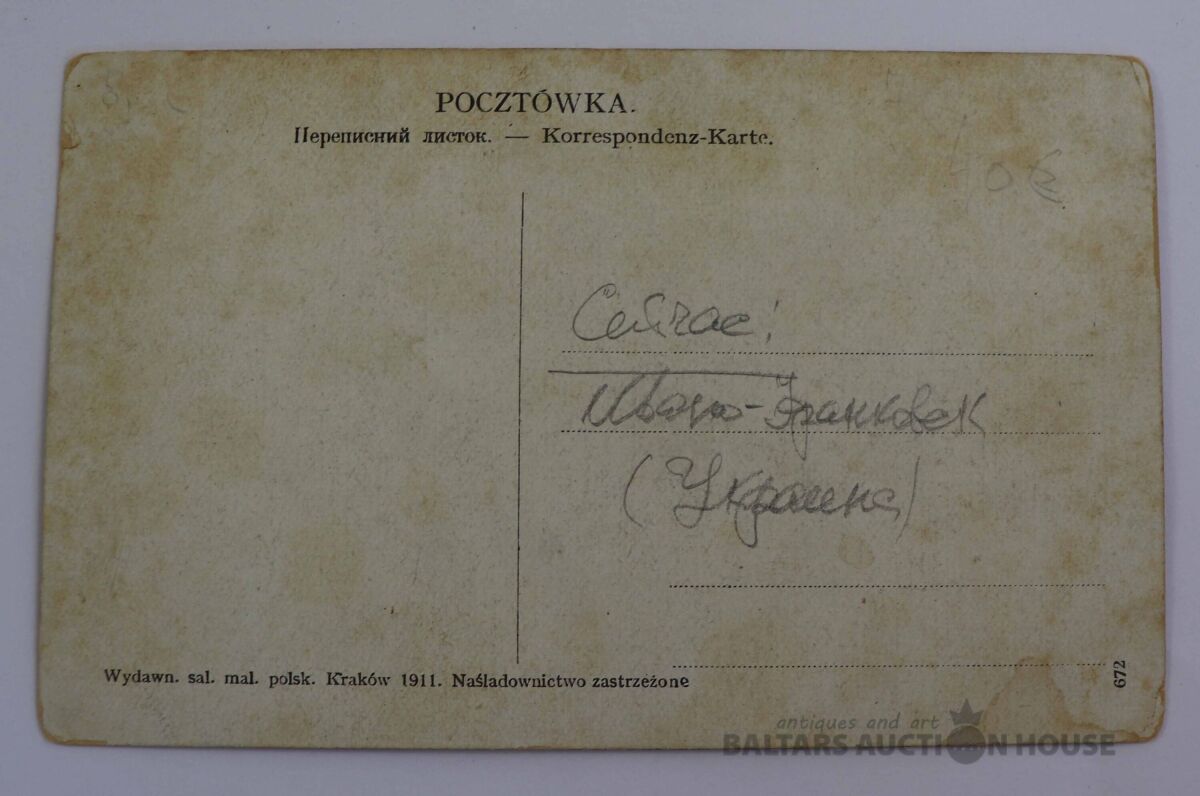 POCZTÓWKA.
Переписний листок. — Korrespondenz-Karte.
40 €
Сейчас:
Ивано-Франковск
(Украина)
Wydawn. sal. mal. polsk. Kraków 1911. Naśladownictwo zastrzeżone
672
antiques and art
BALTARS AUCTION HOUSE